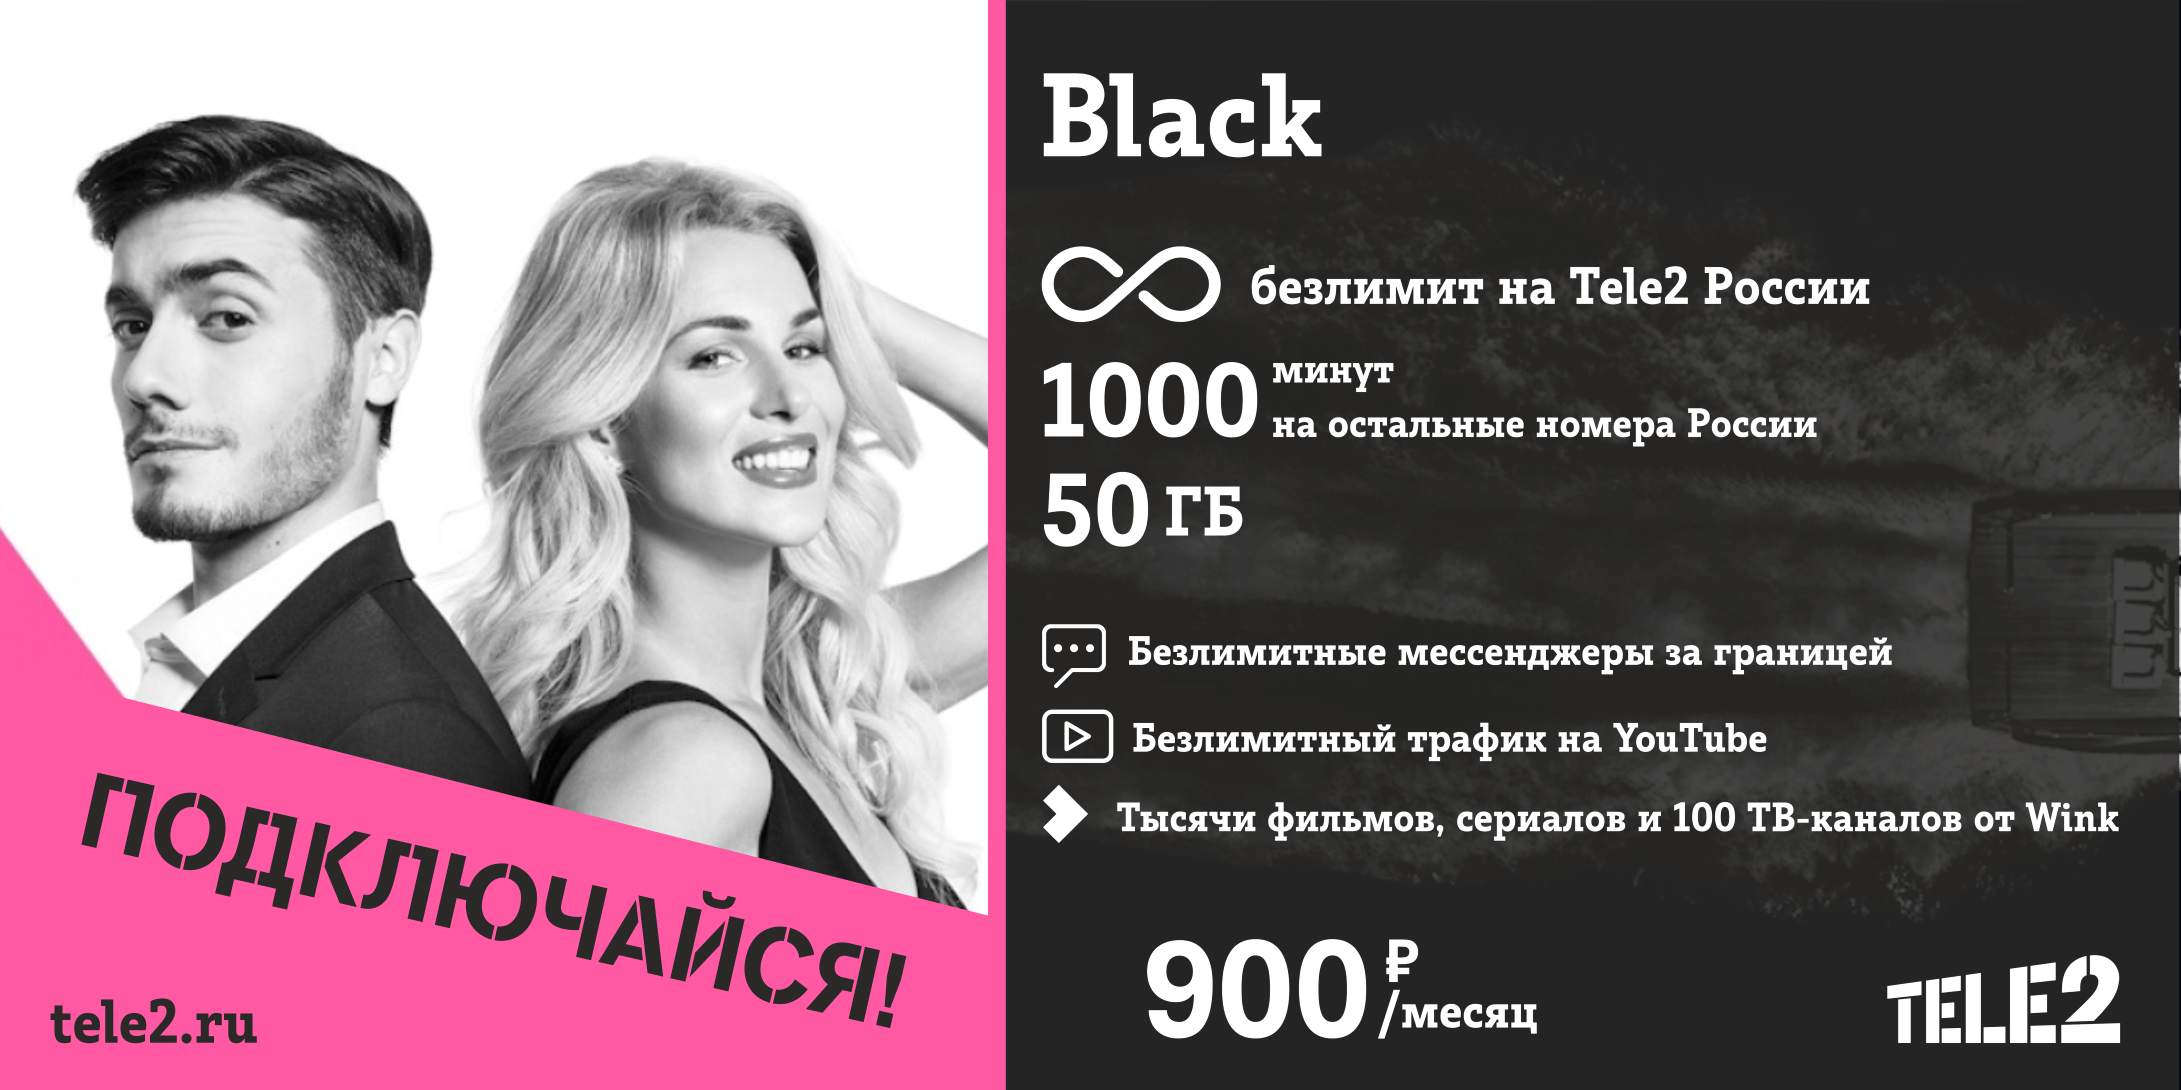 ПОДКЛЮЧАЙСЯ!
tele2.ru
Black
безлимит на Tele2 России
1000 минут
на остальные номера России
50 ГБ
Безлимитные мессенджеры за границей
Безлимитный трафик на YouTube
Тысячи фильмов, сериалов и 100 ТВ-каналов от Wink
900 ₽
/месяц
TELE2